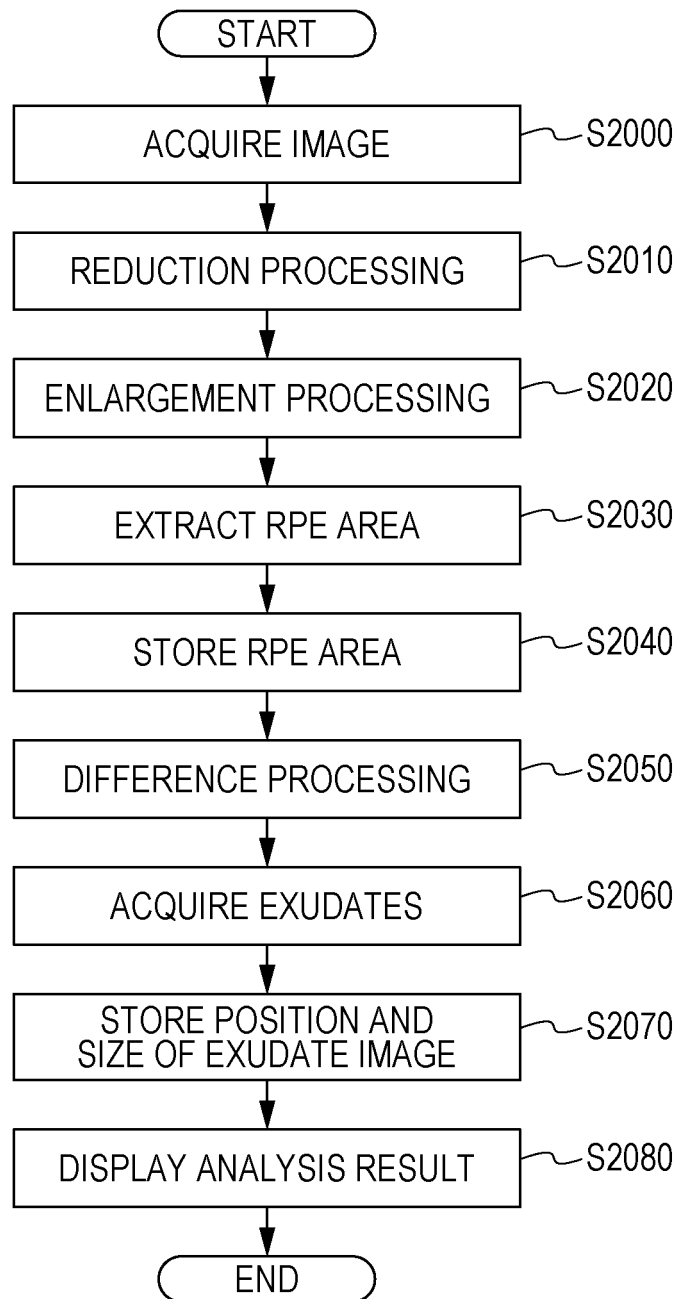 START
ACQUIRE IMAGE
S2000
REDUCTION PROCESSING
S2010
ENLARGEMENT PROCESSING
S2020
EXTRACT RPE AREA
S2030
STORE RPE AREA
S2040
DIFFERENCE PROCESSING
S2050
ACQUIRE EXUDATES
S2060
STORE POSITION AND
SIZE OF EXUDATE IMAGE
S2070
DISPLAY ANALYSIS RESULT
S2080
END